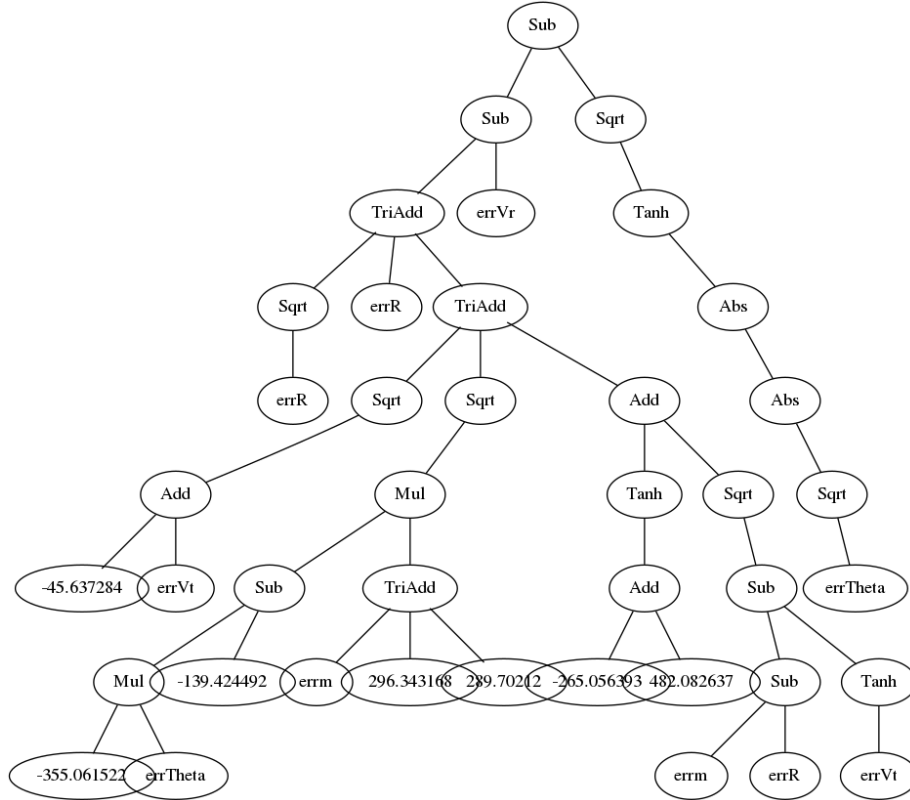 Sub
Sub Sqrt
TriAdd errVr Tanh
Sqrt errR TriAdd Abs
errR Sqrt Sqrt Add Abs
Add Mul Tanh Sqrt Sqrt
-45.637284 errVt Sub TriAdd Add Sub errTheta
Mul -139.424492 errm 296.343168 289.70212 -265.056393 482.082637 Sub Tanh
-355.061522 errTheta errm errR errVt